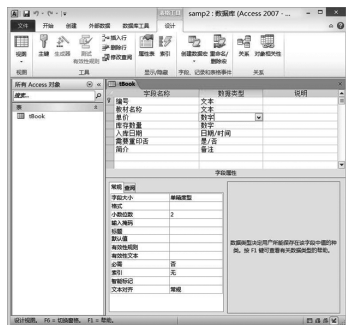 samp2 : 数据库 (Access 2007 - ...
文件 开始 创建 外部数据 数据库工具 设计
视图 主键 生成器 测试有效性规则
插入行
删除行
修改查阅
属性表 索引 创建数据宏 重命名/删除宏 关系 对象相关性
视图 工具 显示/隐藏 字段、记录和表格事件 关系
所有 Access 对象
搜索...
表
tBook
tBook
字段名称 数据类型 说明
编号 文本
教材名称 文本
单价 数字
库存数量 数字
入库日期 日期/时间
需要重印否 是/否
简介 备注
字段属性
常规 查阅
字段大小 单精度型
格式
小数位数 2
输入掩码
标题
默认值
有效性规则
有效性文本
必需 否
索引 无
智能标记
文本对齐 常规
数据类型决定用户所能保存在该字段中值的种类。按 F1 键可查看有关数据类型的帮助。
设计视图。 F6 = 切换窗格。 F1 = 帮助。